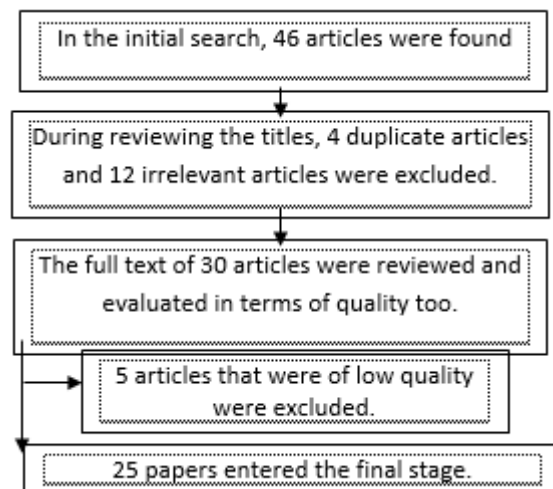 In the initial search, 46 articles were found
During reviewing the titles, 4 duplicate articles
and 12 irrelevant articles were excluded.
The full text of 30 articles were reviewed and
evaluated in terms of quality too.
5 articles that were of low quality
were excluded.
25 papers entered the final stage.